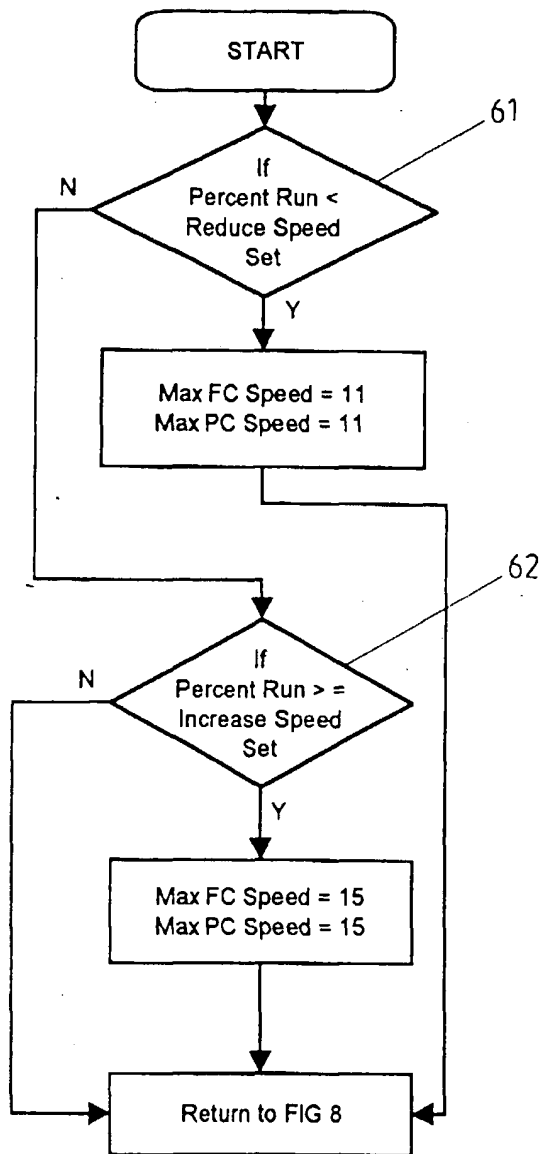 START
61
If
Percent Run <
Reduce Speed
Set
N
Y
Max FC Speed = 11
Max PC Speed = 11
62
If
Percent Run > =
Increase Speed
Set
N
Y
Max FC Speed = 15
Max PC Speed = 15
Return to FIG 8